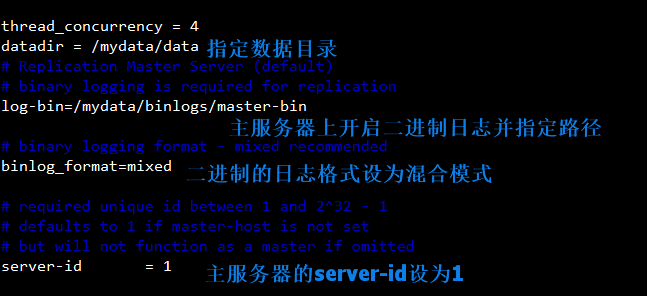 thread_concurrency = 4
datadir = /mydata/data 指定数据目录
# Replication Master Server (default)
# binary logging is required for replication
log-bin=/mydata/binlogs/master-bin
主服务器上开启二进制日志并指定路径
# binary logging format - mixed recommended
binlog_format=mixed 二进制的日志格式设为混合模式
# required unique id between 1 and 2^32 - 1
# defaults to 1 if master-host is not set
# but will not function as a master if omitted
server-id = 1 主服务器的server-id设为1